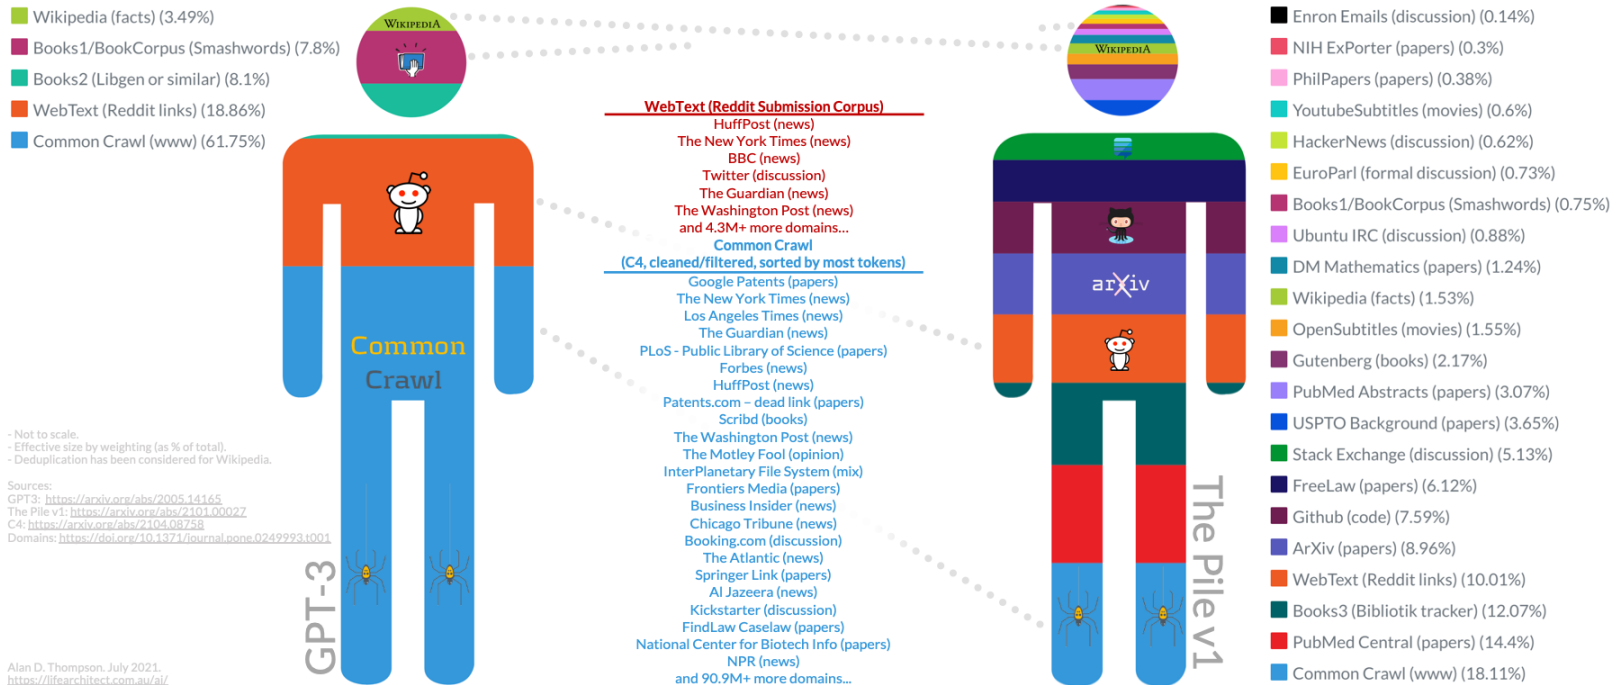 Wikipedia (facts) (3.49%)
Books1/BookCorpus (Smashwords) (7.8%)
Books2 (Libgen or similar) (8.1%)
WebText (Reddit links) (18.86%)
Common Crawl (www) (61.75%)
WIKIPEDIA
Common
Crawl
GPT-3
- Not to scale.
- Effective size by weighting (as % of total).
- Deduplication has been considered for Wikipedia.
Sources:
GPT3: https://arxiv.org/abs/2005.14165
The Pile v1: https://arxiv.org/abs/2101.00027
C4: https://arxiv.org/abs/2104.08758
Domains: https://doi.org/10.1371/journal.pone.0249993.t001
Alan D. Thompson. July 2021.
https://lifearchitect.com.au/ai/
WebText (Reddit Submission Corpus)
HuffPost (news)
The New York Times (news)
BBC (news)
Twitter (discussion)
The Guardian (news)
The Washington Post (news)
and 4.3M+ more domains...
Common Crawl
(C4, cleaned/filtered, sorted by most tokens)
Google Patents (papers)
The New York Times (news)
Los Angeles Times (news)
The Guardian (news)
PLoS - Public Library of Science (papers)
Forbes (news)
HuffPost (news)
Patents.com – dead link (papers)
Scribd (books)
The Washington Post (news)
The Motley Fool (opinion)
InterPlanetary File System (mix)
Frontiers Media (papers)
Business Insider (news)
Chicago Tribune (news)
Booking.com (discussion)
The Atlantic (news)
Springer Link (papers)
Al Jazeera (news)
Kickstarter (discussion)
FindLaw Caselaw (papers)
National Center for Biotech Info (papers)
NPR (news)
and 90.9M+ more domains...
WIKIPEDIA
arXiv
The Pile v1
Enron Emails (discussion) (0.14%)
NIH ExPorter (papers) (0.3%)
PhilPapers (papers) (0.38%)
YoutubeSubtitles (movies) (0.6%)
HackerNews (discussion) (0.62%)
EuroParl (formal discussion) (0.73%)
Books1/BookCorpus (Smashwords) (0.75%)
Ubuntu IRC (discussion) (0.88%)
DM Mathematics (papers) (1.24%)
Wikipedia (facts) (1.53%)
OpenSubtitles (movies) (1.55%)
Gutenberg (books) (2.17%)
PubMed Abstracts (papers) (3.07%)
USPTO Background (papers) (3.65%)
Stack Exchange (discussion) (5.13%)
FreeLaw (papers) (6.12%)
Github (code) (7.59%)
ArXiv (papers) (8.96%)
WebText (Reddit links) (10.01%)
Books3 (Bibliotik tracker) (12.07%)
PubMed Central (papers) (14.4%)
Common Crawl (www) (18.11%)